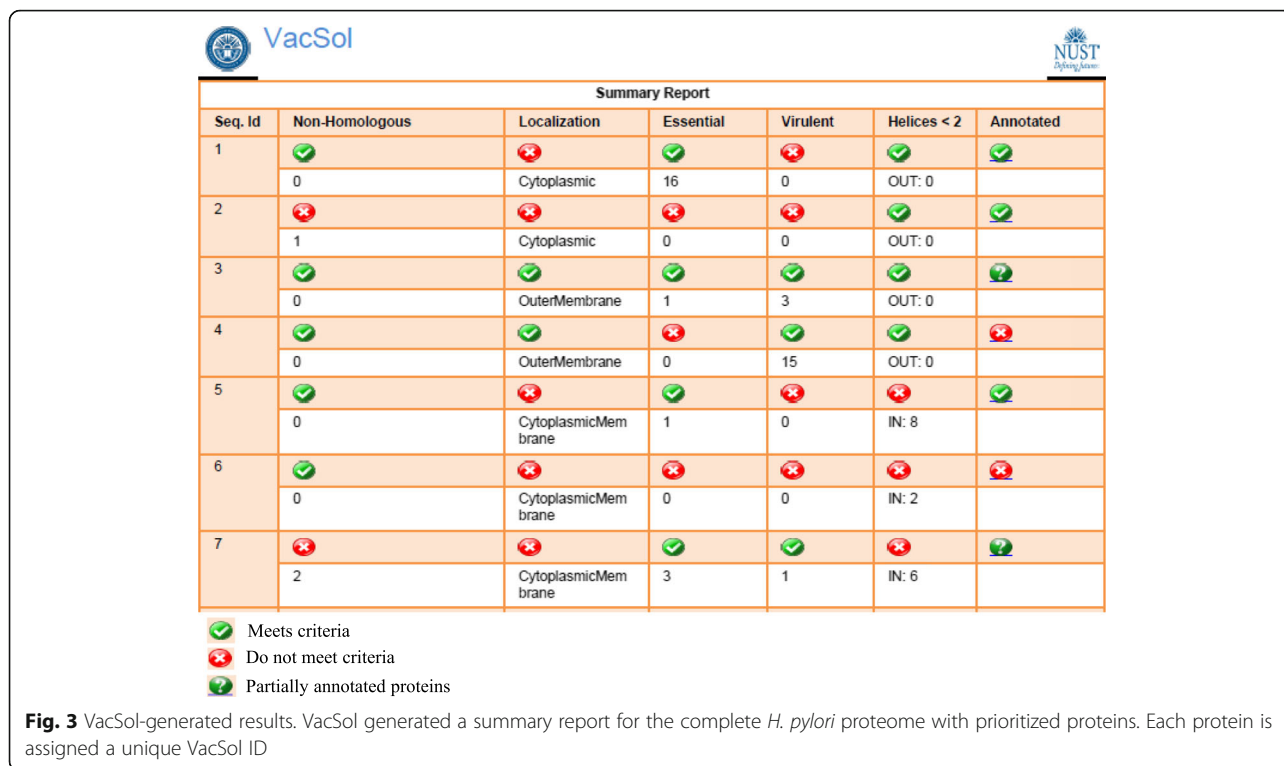 VacSol
NUST
Defining futures
Summary Report
Seq. Id Non-Homologous Localization Essential Virulent Helices < 2 Annotated
1
0 Cytoplasmic 16 0 OUT: 0
2
1 Cytoplasmic 0 0 OUT: 0
3
0 OuterMembrane 1 3 OUT: 0
4
0 OuterMembrane 0 15 OUT: 0
5
0 CytoplasmicMem 1 0 IN: 8
brane
6
0 CytoplasmicMem 0 0 IN: 2
brane
7
2 CytoplasmicMem 3 1 IN: 6
brane
Meets criteria
Do not meet criteria
Partially annotated proteins
Fig. 3 VacSol-generated results. VacSol generated a summary report for the complete H. pylori proteome with prioritized proteins. Each protein is
assigned a unique VacSol ID